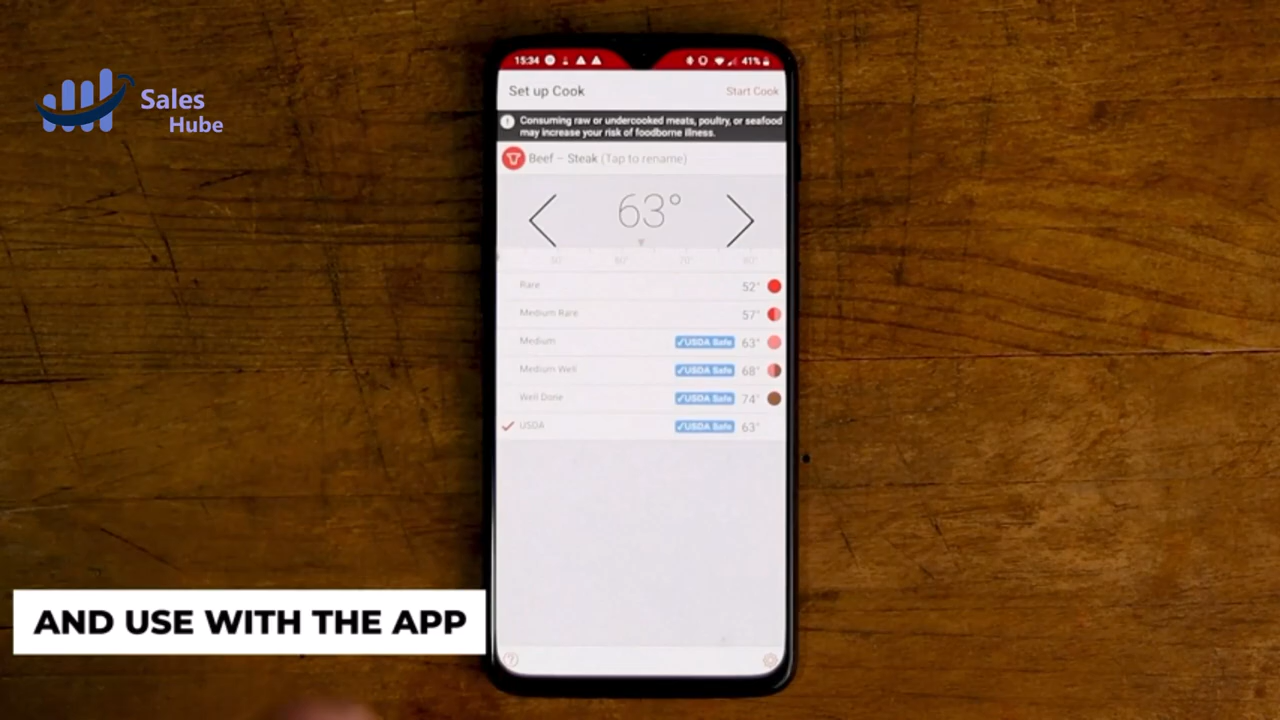 Sales
Hube
15:34 41%
Set up Cook Start Cook
Consuming raw or undercooked meats, poultry, or seafood
may increase your risk of foodborne illness.
Beef – Steak (Tap to rename)
63°
60° 70° 80°
Rare 52°
Medium Rare 57°
Medium ✓USDA Safe 63°
Medium Well ✓USDA Safe 68°
Well Done ✓USDA Safe 74°
USDA ✓USDA Safe 63°
AND USE WITH THE APP